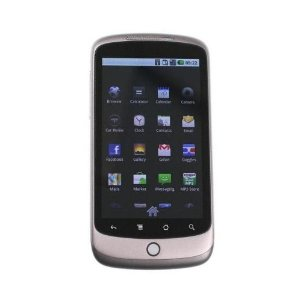 Browser Calculator Calendar Camera
Car Home Clock Contacts Email
Facebook Gallery Gmail Goggles
Maps Market Messaging MP3 Store